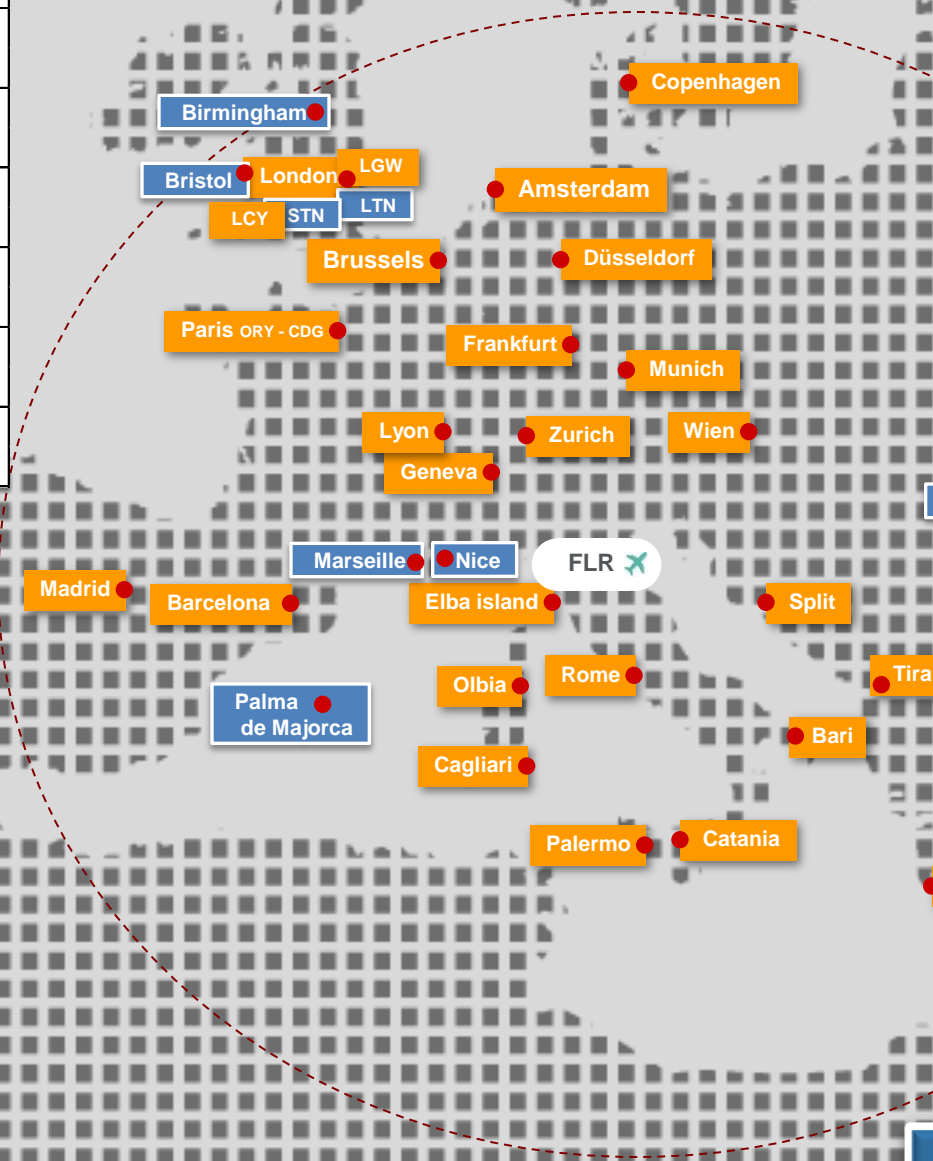 Copenhagen
Birmingham
London
LGW
Bristol
Amsterdam
LTN
LCY
STN
Brussels
Düsseldorf
Paris ORY - CDG
Frankfurt
Munich
Lyon
Zurich
Wien
Geneva
Marseille
Nice
FLR
Madrid
Barcelona
Elba island
Split
Olbia
Rome
Tira
Palma
de Majorca
Bari
Cagliari
Palermo
Catania